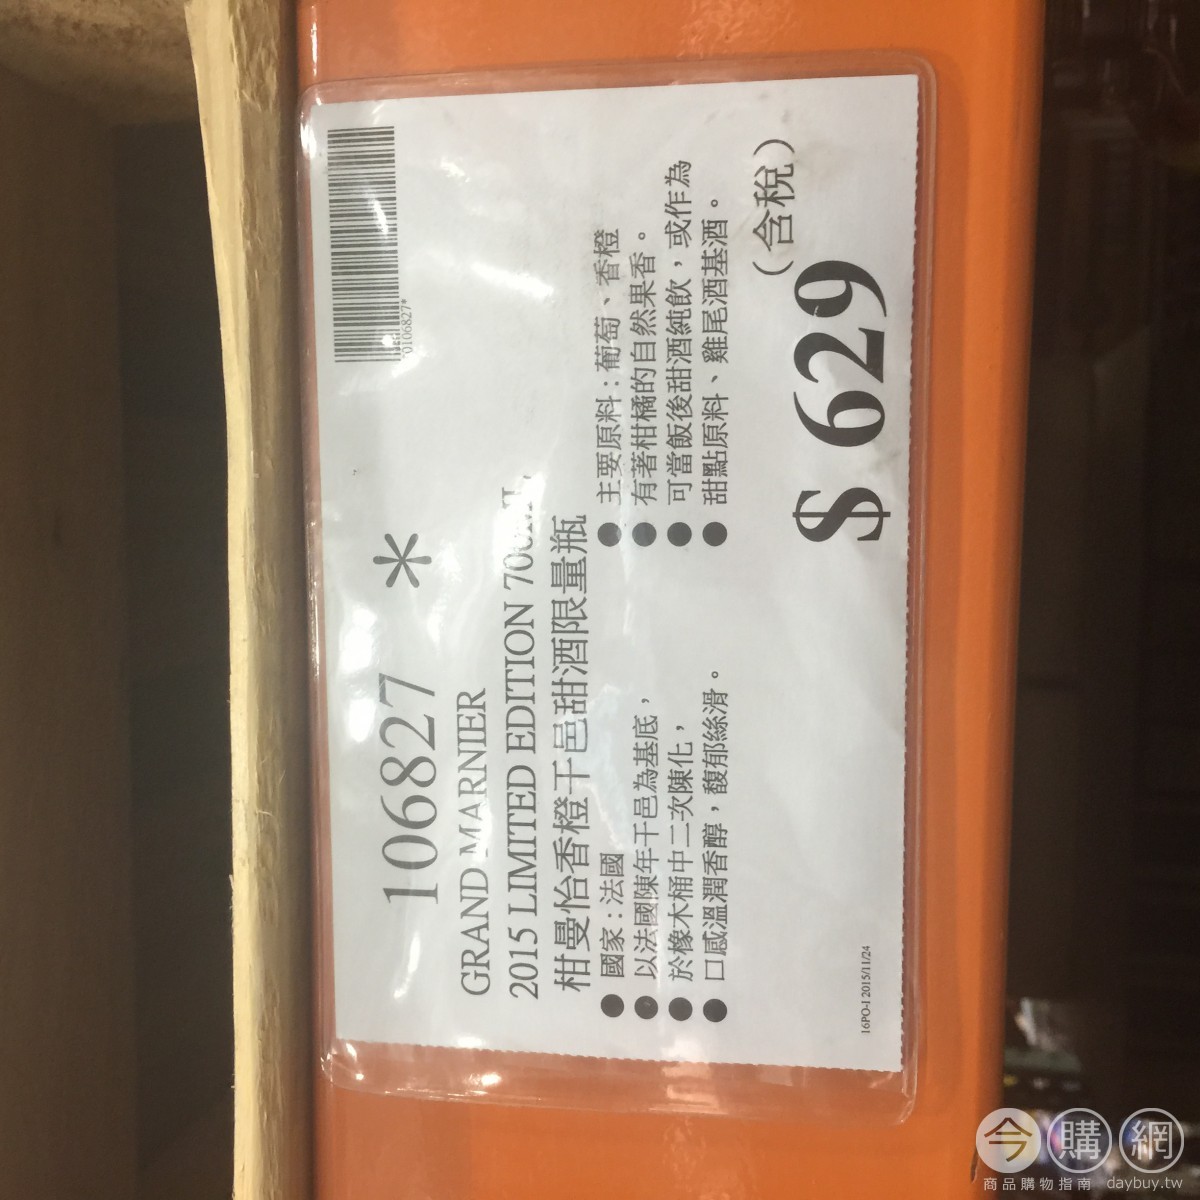 *0106827*
106827 *
GRAND MARNIER
2015 LIMITED EDITION 700ML
柑曼怡香橙干邑甜酒限量瓶
● 國家：法國
● 以法國陳年干邑為基底，
● 於橡木桶中二次陳化，
● 口感溫潤香醇，馥郁絲滑。
● 主要原料：葡萄、香橙
● 有著柑橘的自然果香。
● 可當飯後甜酒純飲，或作為
● 甜點原料、雞尾酒基酒。
$ 629
（含稅）
16PO-I 2015/11/24
今購網
商品購物指南 daybuy.tw